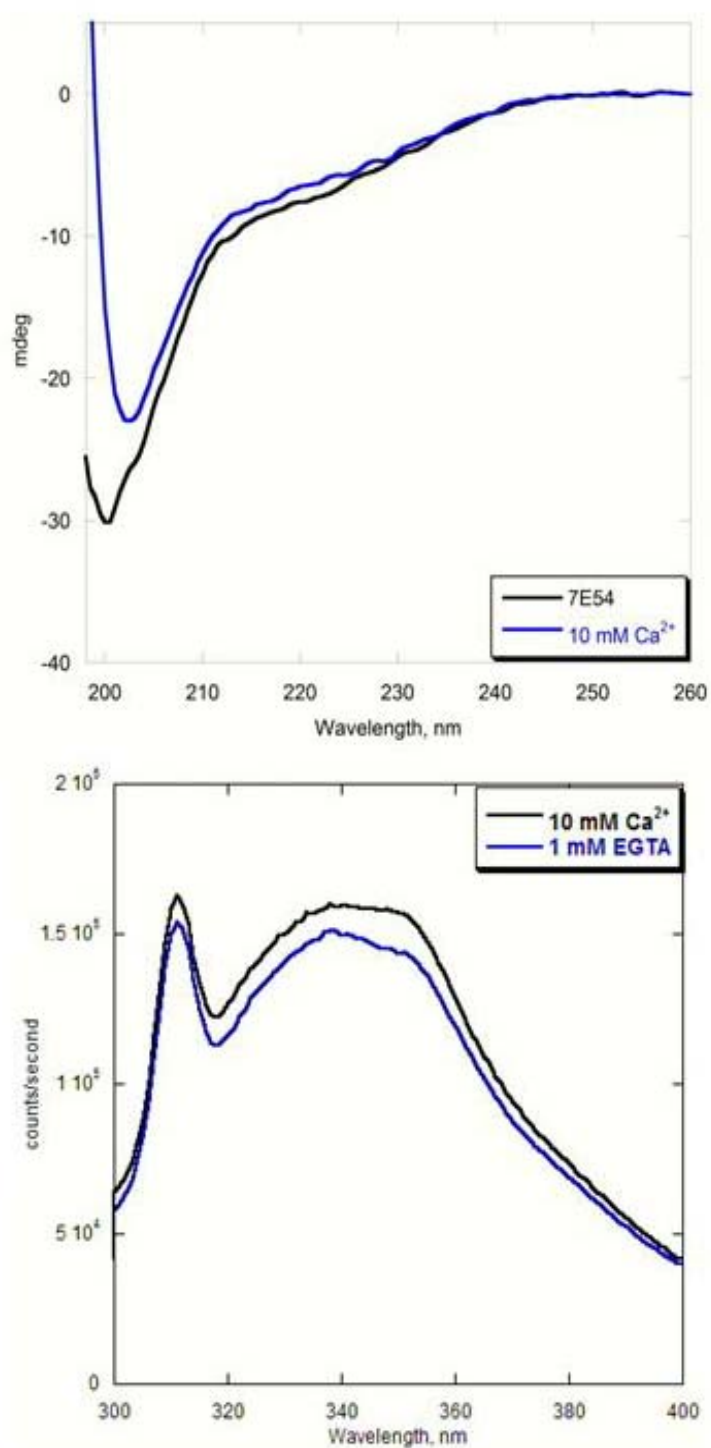 0
-10
mdeg
-20
-30
-40
7E54
10 mM Ca²⁺
200 210 220 230 240 250 260
Wavelength, nm
2 10⁵
10 mM Ca²⁺
1 mM EGTA
1.5 10⁵
counts/second
1 10⁵
5 10⁴
0
300 320 340 360 380 400
Wavelength, nm